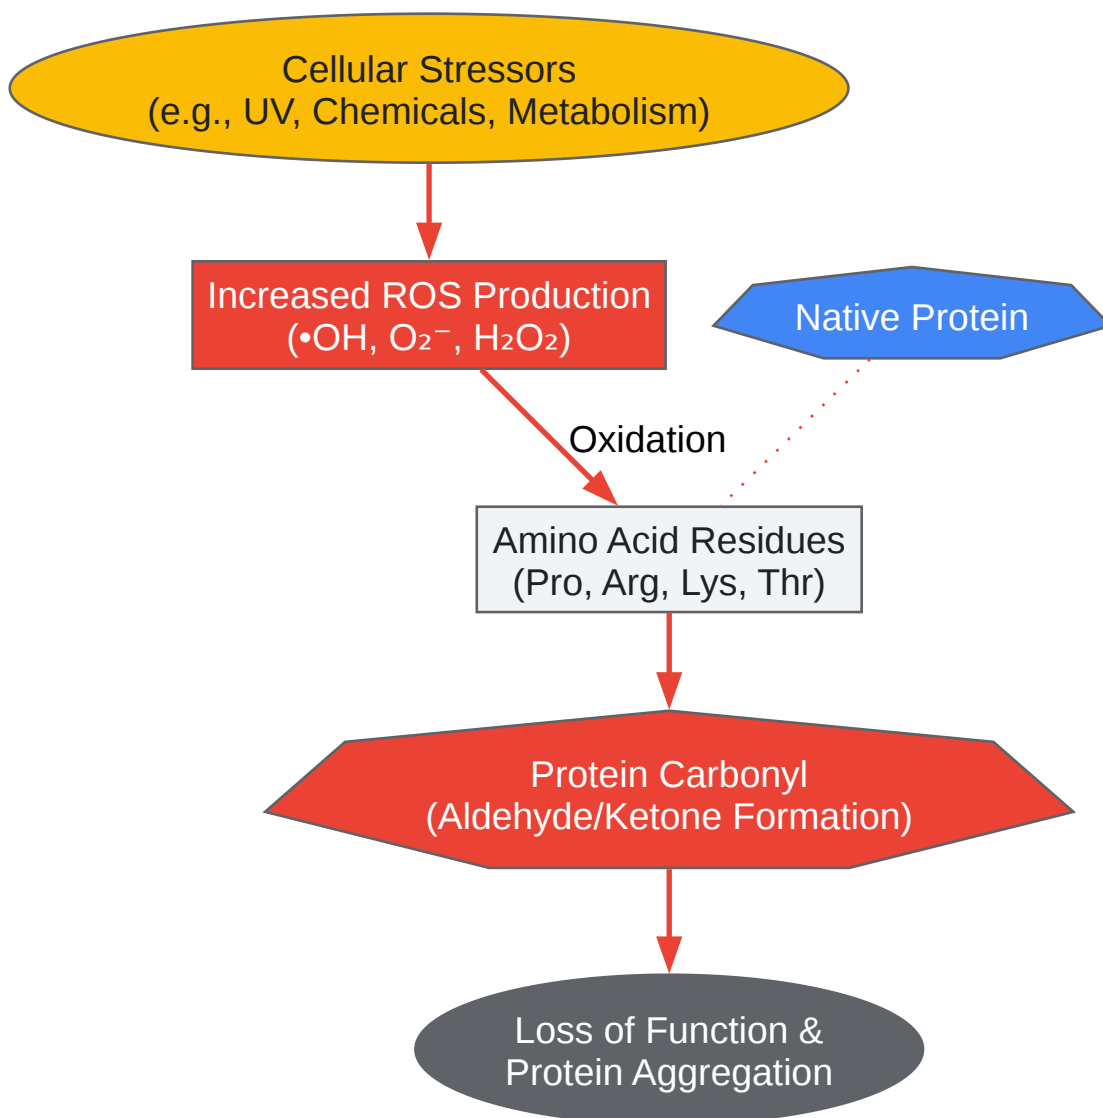 Cellular Stressors
(e.g., UV, Chemicals, Metabolism)
Increased ROS Production
(•OH, O₂⁻, H₂O₂)
Native Protein
Oxidation
Amino Acid Residues
(Pro, Arg, Lys, Thr)
Protein Carbonyl
(Aldehyde/Ketone Formation)
Loss of Function &
Protein Aggregation